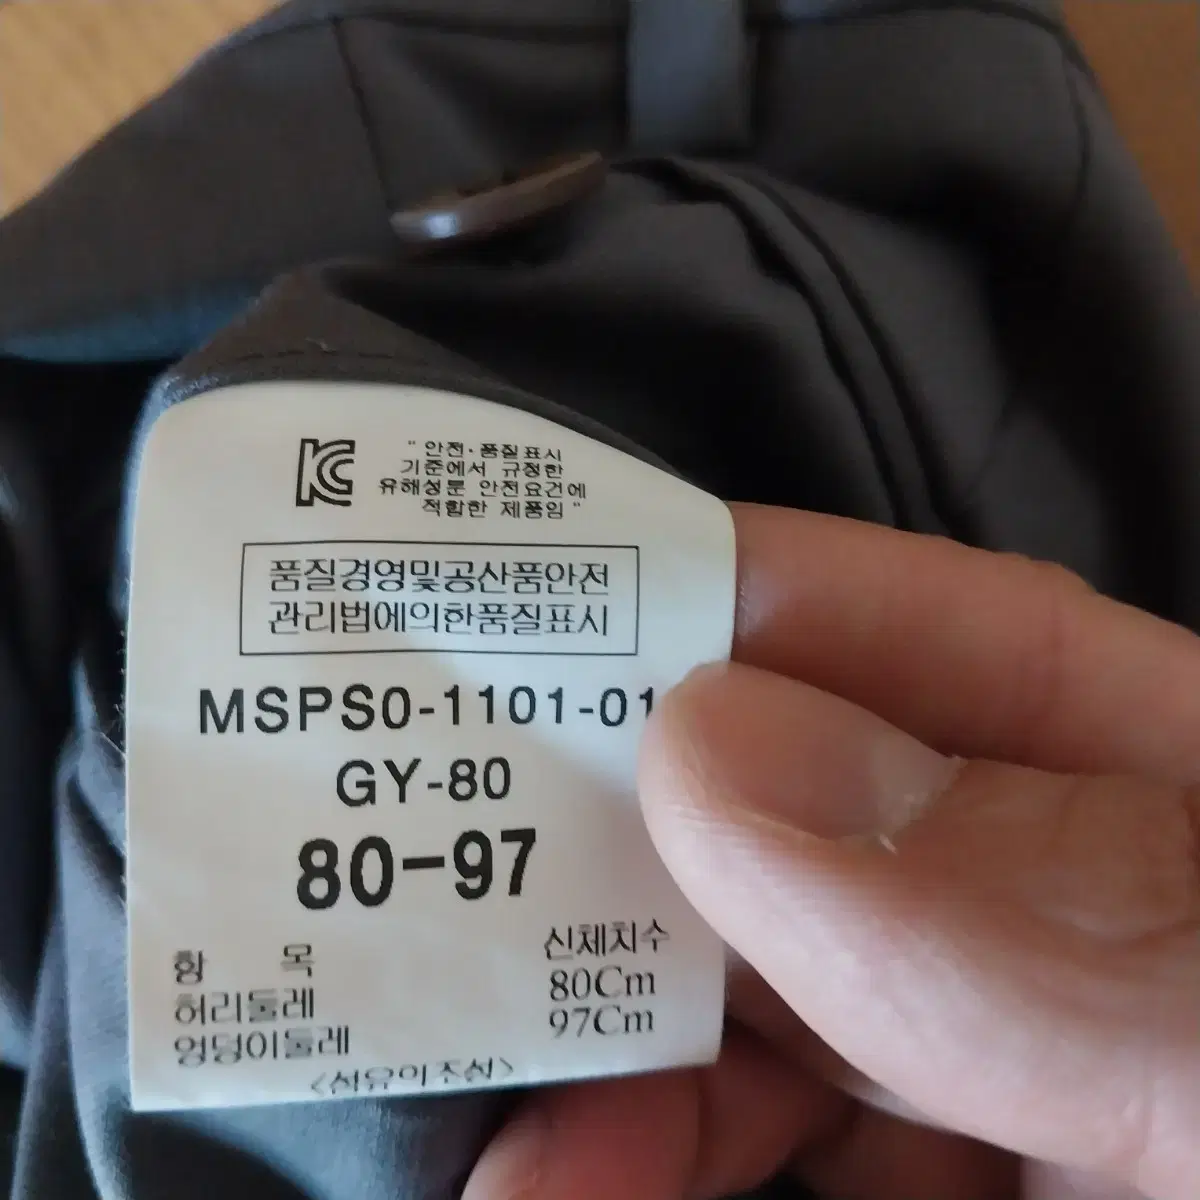 KC
" 안전·품질표시
기준에서 규정한
유해성분 안전요건에
적합한 제품임 "
품질경영및공산품안전
관리법에의한품질표시
MSPS0-1101-01
GY-80
80-97
항 목 신체치수
허리둘레 80Cm
엉덩이둘레 97Cm
<섬유의조성>